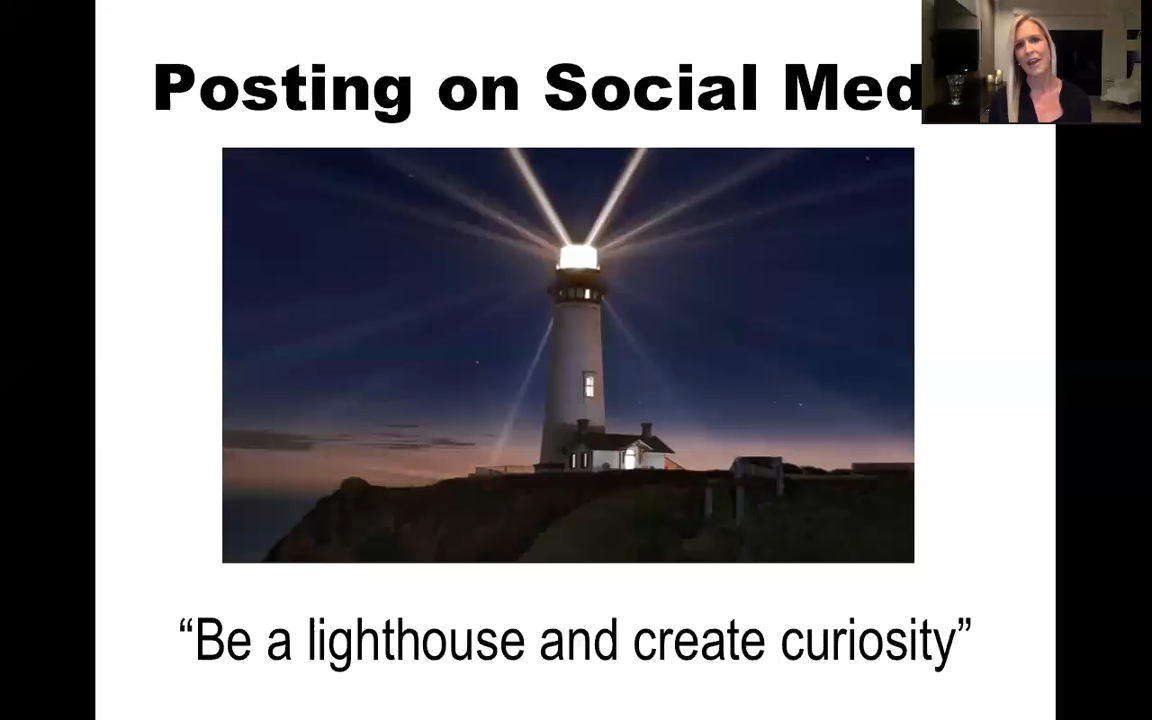 Posting on Social Med
“Be a lighthouse and create curiosity”